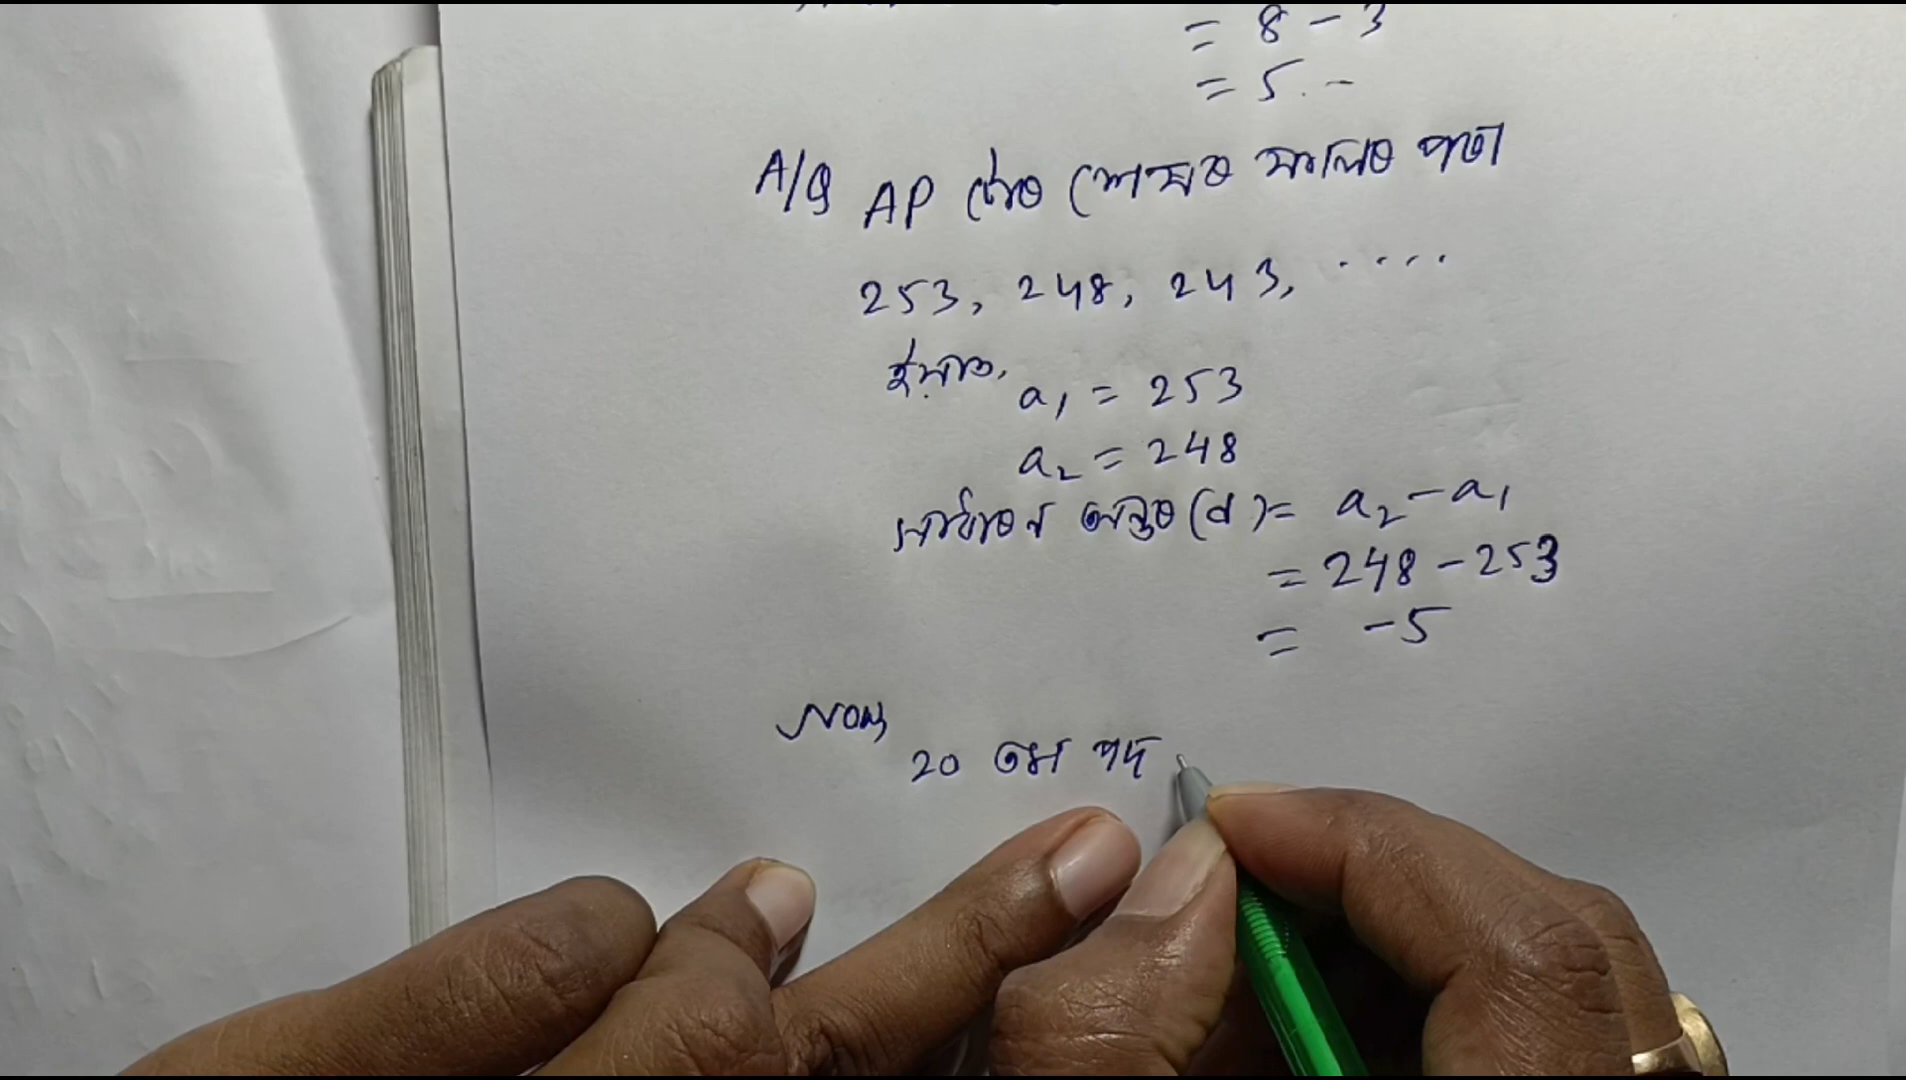 = 8 - 3
= 5.
A/Q AP টোৰ শেষৰ ফালৰ পৰা
253, 248, 243, .....
ইয়াত, a₁ = 253
a₂ = 248
সাধাৰণ অন্তৰ (d) = a₂ - a₁
= 248 - 253
= -5
Now,
20 তম পদ